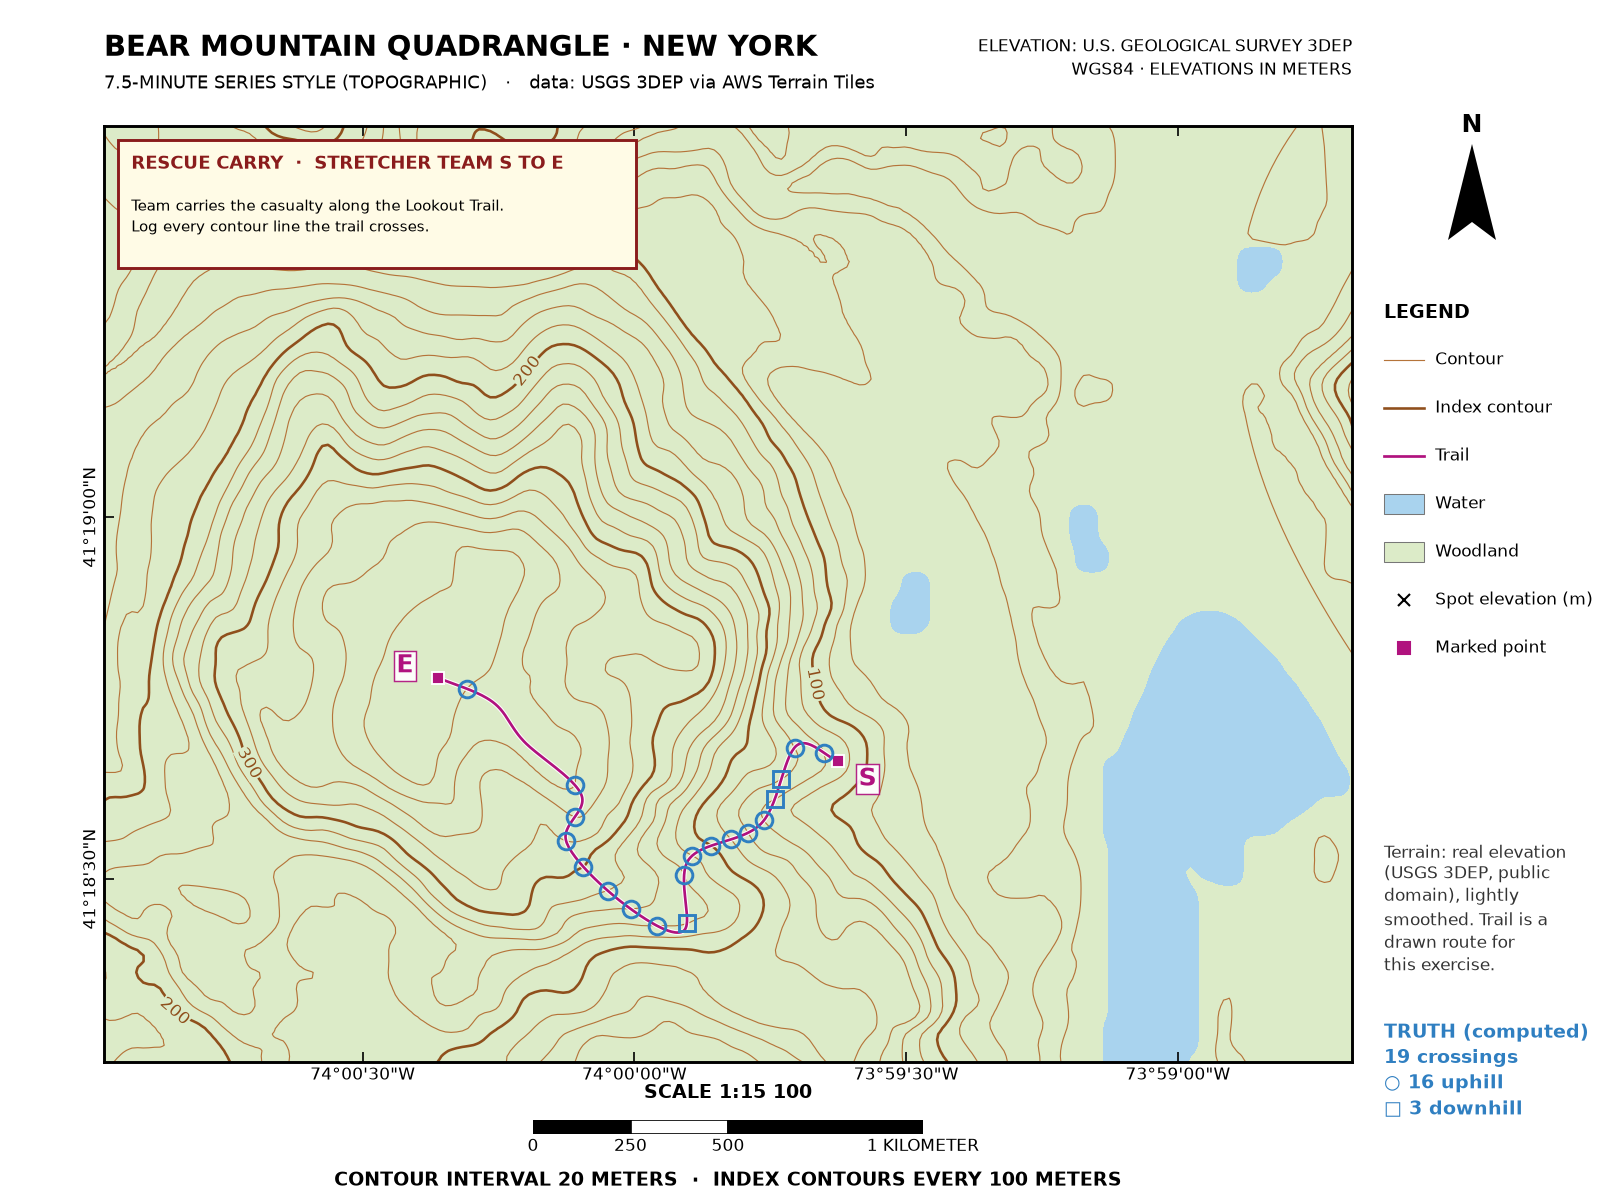 BEAR MOUNTAIN QUADRANGLE · NEW YORK
7.5-MINUTE SERIES STYLE (TOPOGRAPHIC) · data: USGS 3DEP via AWS Terrain Tiles
ELEVATION: U.S. GEOLOGICAL SURVEY 3DEP
WGS84 · ELEVATIONS IN METERS
RESCUE CARRY · STRETCHER TEAM S TO E
Team carries the casualty along the Lookout Trail.
Log every contour line the trail crosses.
200
100
300
200
E
S
41°19'00"N
41°18'30"N
74°00'30"W
74°00'00"W
73°59'30"W
73°59'00"W
SCALE 1:15 100
0 250 500 1 KILOMETER
CONTOUR INTERVAL 20 METERS · INDEX CONTOURS EVERY 100 METERS
N
LEGEND
Contour
Index contour
Trail
Water
Woodland
Spot elevation (m)
Marked point
Terrain: real elevation
(USGS 3DEP, public
domain), lightly
smoothed. Trail is a
drawn route for
this exercise.
TRUTH (computed)
19 crossings
○ 16 uphill
□ 3 downhill